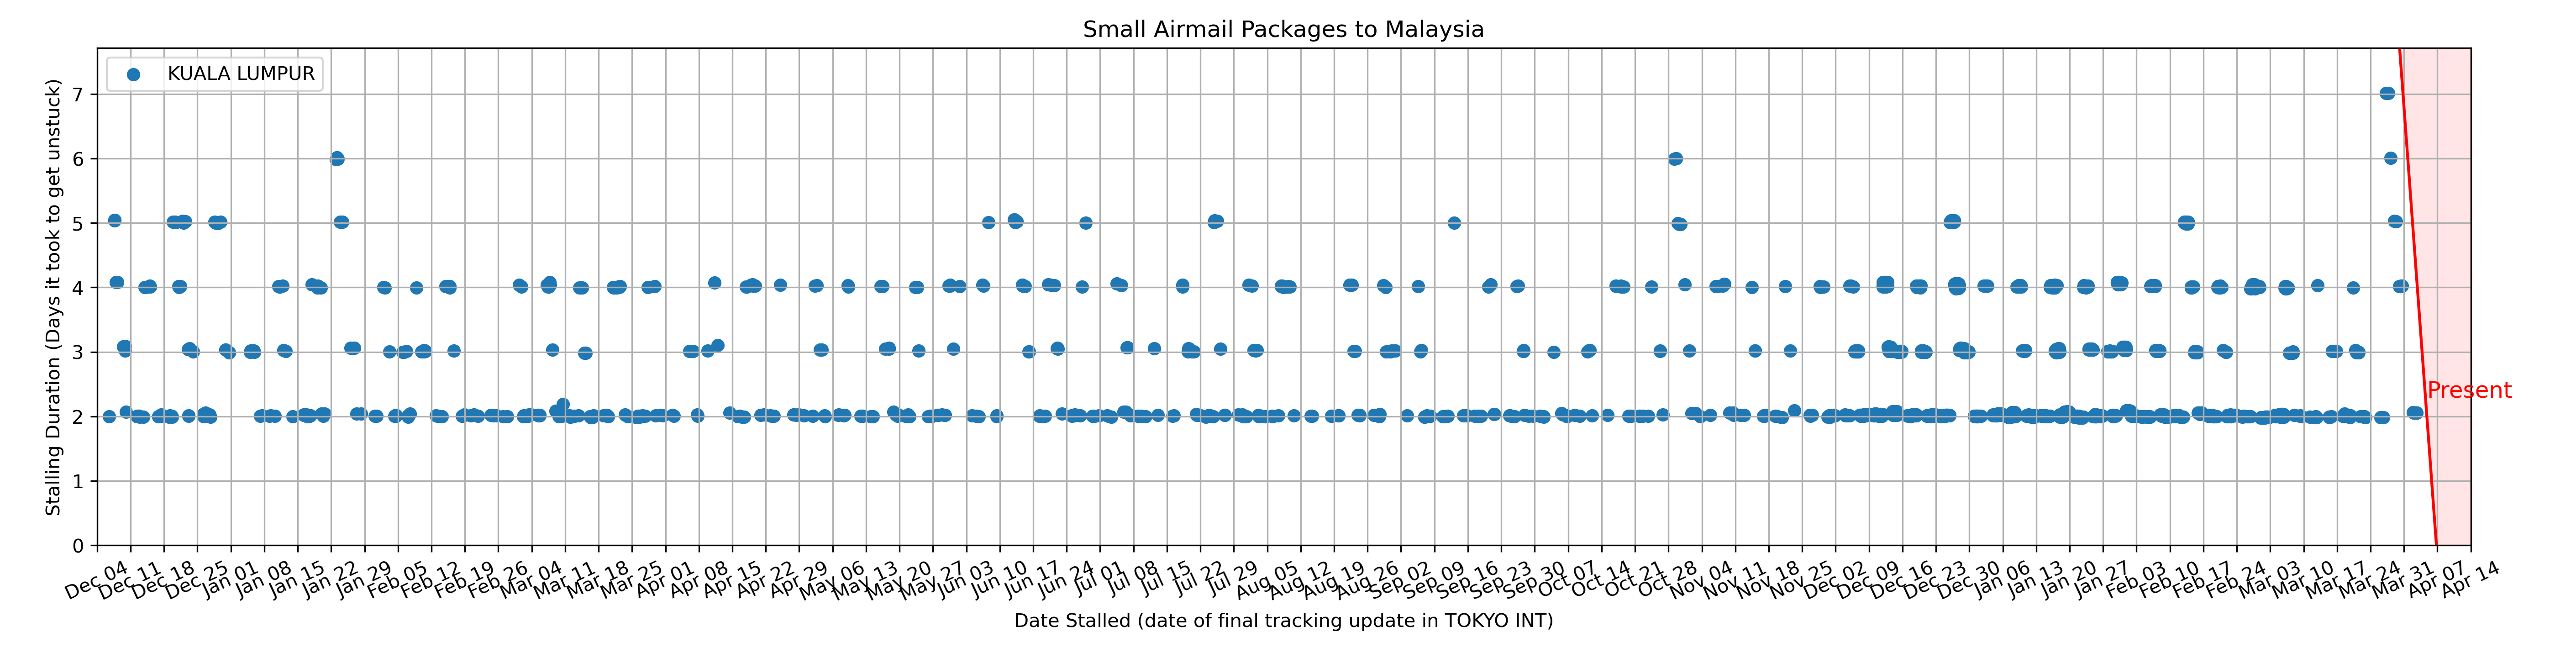 Small Airmail Packages to Malaysia
KUALA LUMPUR
Stalling Duration (Days it took to get unstuck)
7
6
5
4
3
2
1
0
Present
Dec 04
Dec 11
Dec 18
Dec 25
Jan 01
Jan 08
Jan 15
Jan 22
Jan 29
Feb 05
Feb 12
Feb 19
Feb 26
Mar 04
Mar 11
Mar 18
Mar 25
Apr 01
Apr 08
Apr 15
Apr 22
Apr 29
May 06
May 13
May 20
May 27
Jun 03
Jun 10
Jun 17
Jun 24
Jul 01
Jul 08
Jul 15
Jul 22
Jul 29
Aug 05
Aug 12
Aug 19
Aug 26
Sep 02
Sep 09
Sep 16
Sep 23
Sep 30
Oct 07
Oct 14
Oct 21
Oct 28
Nov 04
Nov 11
Nov 18
Nov 25
Dec 02
Dec 09
Dec 16
Dec 23
Dec 30
Jan 06
Jan 13
Jan 20
Jan 27
Feb 03
Feb 10
Feb 17
Feb 24
Mar 03
Mar 10
Mar 17
Mar 24
Mar 31
Apr 07
Apr 14
Date Stalled (date of final tracking update in TOKYO INT)